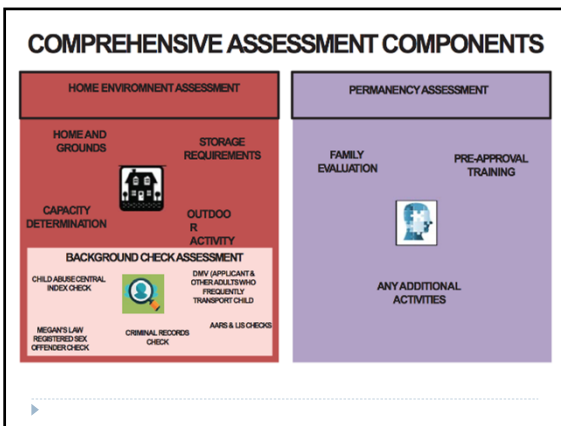 COMPREHENSIVE ASSESSMENT COMPONENTS
HOME ENVIROMNENT ASSESSMENT
HOME AND
GROUNDS
STORAGE
REQUIREMENTS
CAPACITY
DETERMINATION
OUTDOO
R
ACTIVITY
BACKGROUND CHECK ASSESSMENT
CHILD ABUSE CENTRAL
INDEX CHECK
DMV (APPLICANT &
OTHER ADULTS WHO
FREQUENTLY
TRANSPORT CHILD
MEGAN'S LAW
REGISTERED SEX
OFFENDER CHECK
CRIMINAL RECORDS
CHECK
AARS & LIS CHECKS
PERMANENCY ASSESSMENT
FAMILY
EVALUATION
PRE-APPROVAL
TRAINING
ANY ADDITIONAL
ACTIVITIES